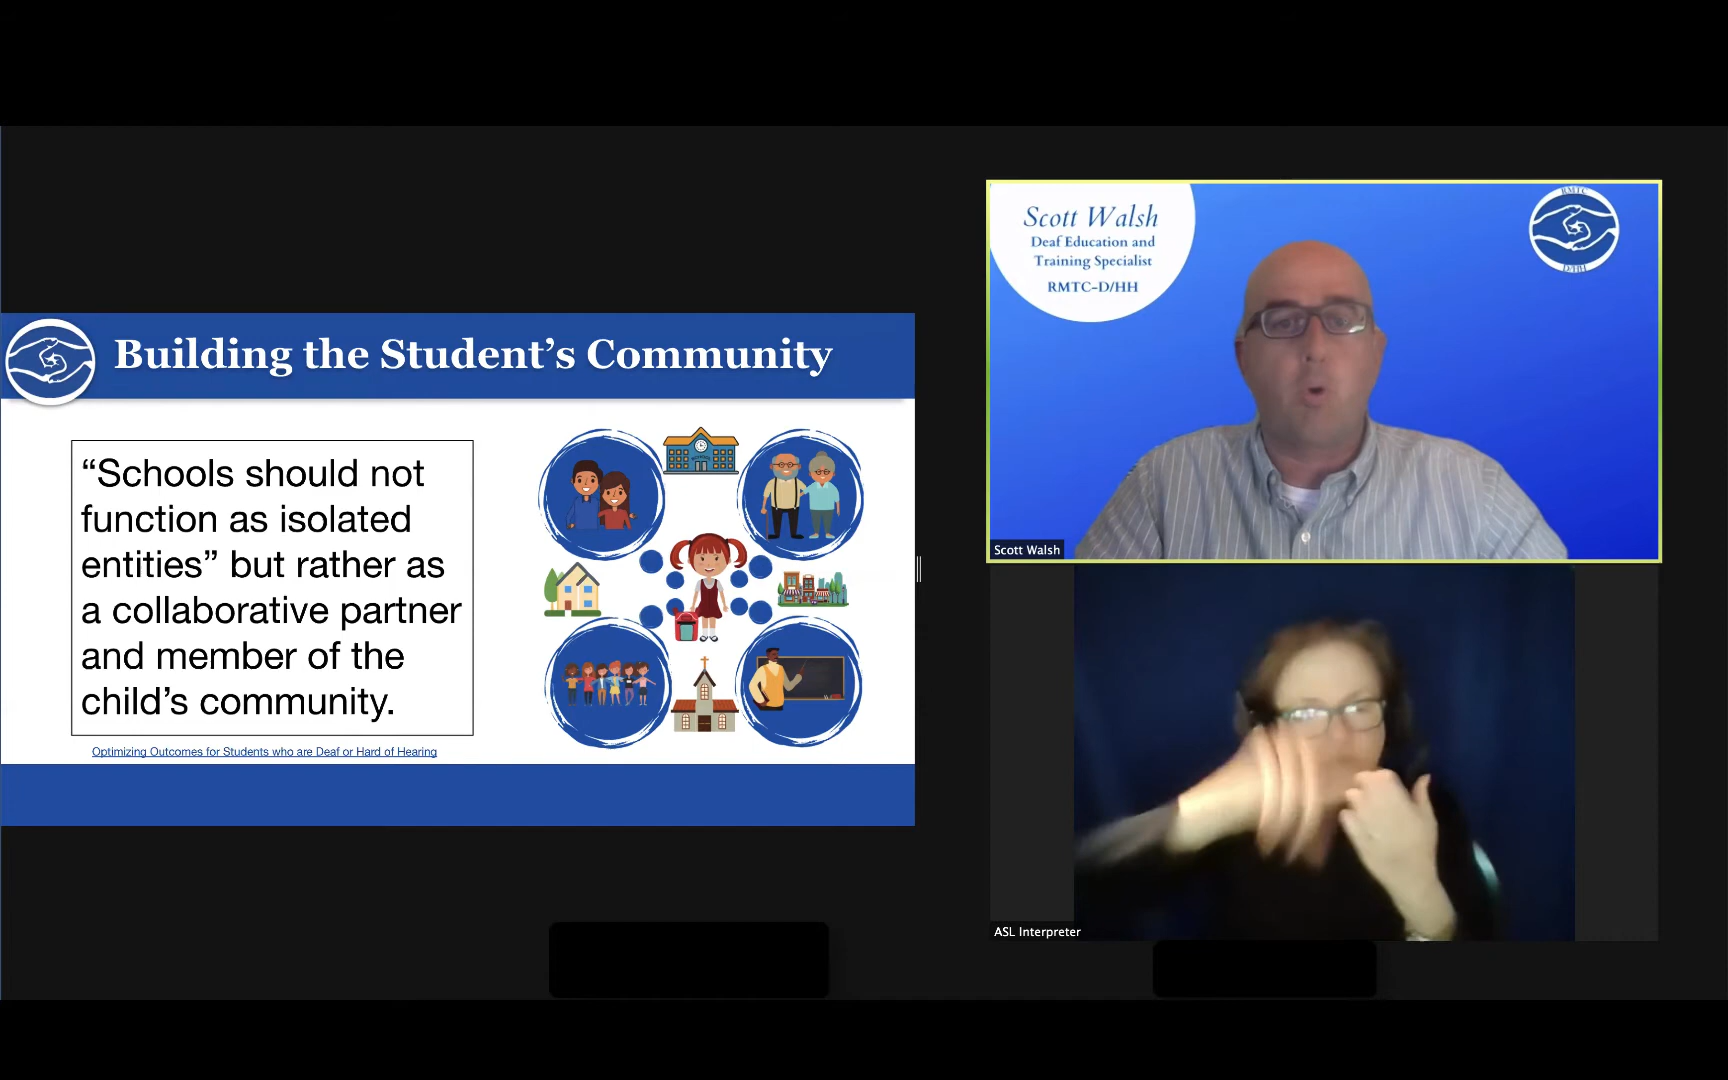 Building the Student’s Community
“Schools should not
function as isolated
entities” but rather as
a collaborative partner
and member of the
child’s community.
Optimizing Outcomes for Students who are Deaf or Hard of Hearing
Scott Walsh
Deaf Education and
Training Specialist
RMTC-D/HH
RMTC
D/HH
Scott Walsh
ASL Interpreter